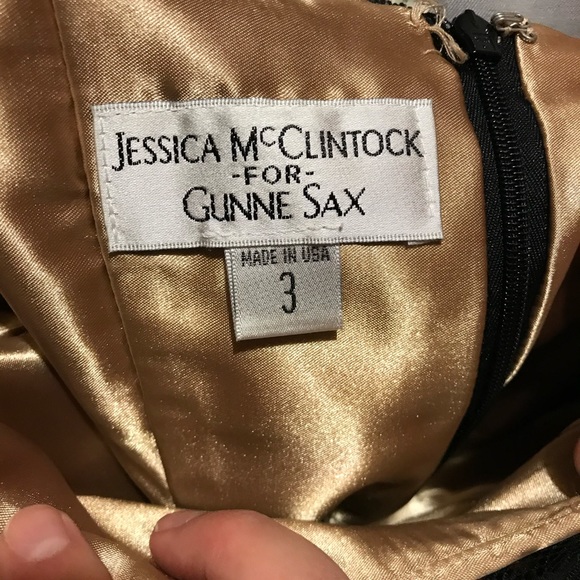 JESSICA McCLINTOCK
-FOR-
GUNNE SAX
MADE IN USA
3